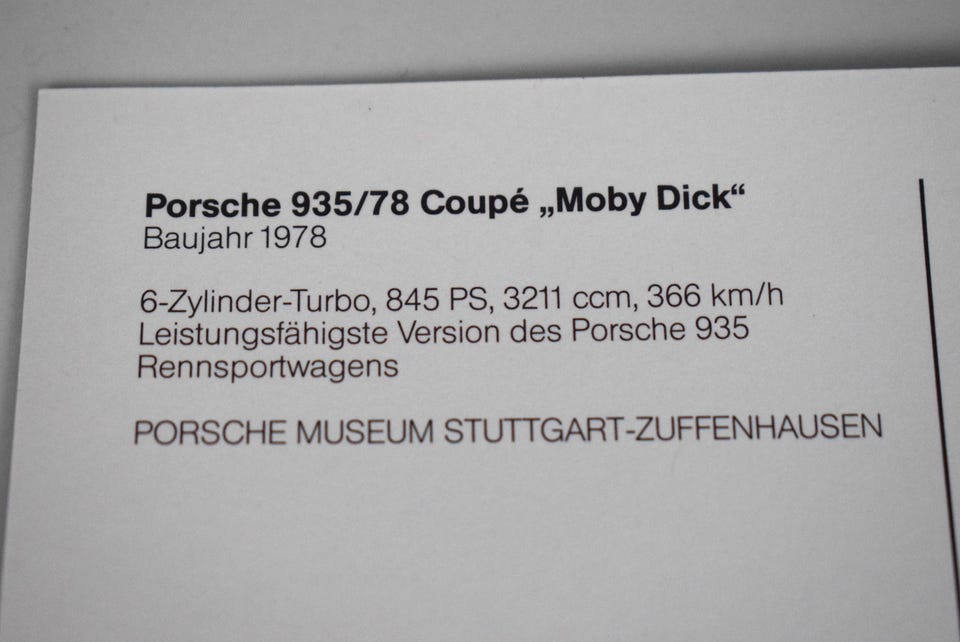 Porsche 935/78 Coupé „Moby Dick“
Baujahr 1978
6-Zylinder-Turbo, 845 PS, 3211 ccm, 366 km/h
Leistungsfähigste Version des Porsche 935
Rennsportwagens
PORSCHE MUSEUM STUTTGART-ZUFFENHAUSEN